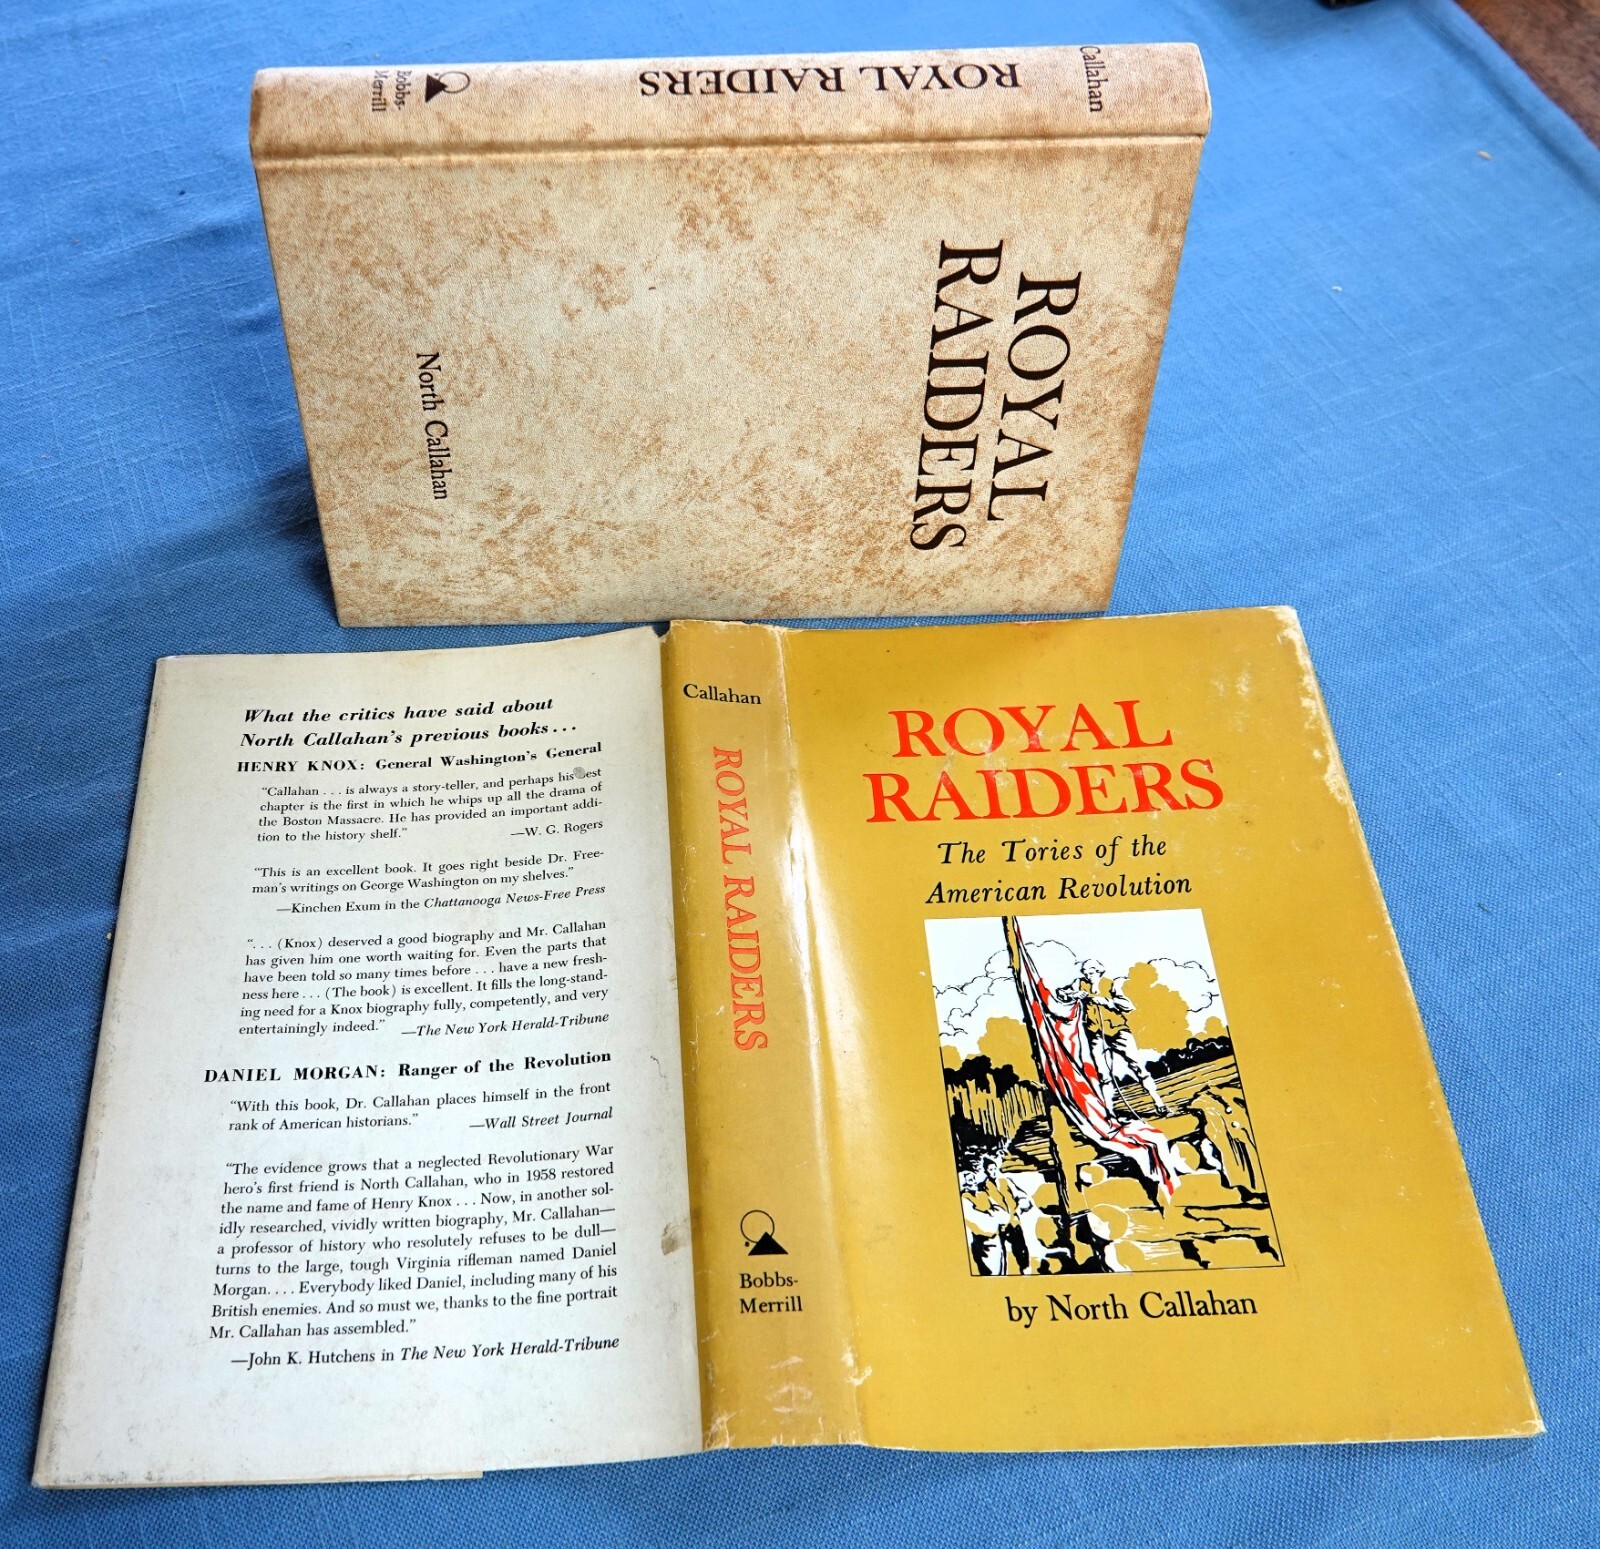 Callahan
ROYAL RAIDERS
Bobbs-
Merrill
ROYAL
RAIDERS
North Callahan
What the critics have said about
North Callahan's previous books...
HENRY KNOX: General Washington's General
“Callahan . . . is always a story-teller, and perhaps his est
chapter is the first in which he whips up all the drama of
the Boston Massacre. He has provided an important addi-
tion to the history shelf.”
—W. G. Rogers
“This is an excellent book. It goes right beside Dr. Free-
man's writings on George Washington on my shelves.”
—Kinchen Exum in the Chattanooga News-Free Press
“. . . (Knox) deserved a good biography and Mr. Callahan
has given him one worth waiting for. Even the parts that
have been told so many times before . . . have a new fresh-
ness here . . . (The book) is excellent. It fills the long-stand-
ing need for a Knox biography fully, competently, and very
entertainingly indeed.” —The New York Herald-Tribune
DANIEL MORGAN: Ranger of the Revolution
“With this book, Dr. Callahan places himself in the front
rank of American historians.”
—Wall Street Journal
“The evidence grows that a neglected Revolutionary War
hero's first friend is North Callahan, who in 1958 restored
the name and fame of Henry Knox . . . Now, in another sol-
idly researched, vividly written biography, Mr. Callahan—
a professor of history who resolutely refuses to be dull—
turns to the large, tough Virginia rifleman named Daniel
Morgan. . . . Everybody liked Daniel, including many of his
British enemies. And so must we, thanks to the fine portrait
Mr. Callahan has assembled.”
—John K. Hutchens in The New York Herald-Tribune
Callahan
ROYAL RAIDERS
Bobbs-
Merrill
ROYAL
RAIDERS
The Tories of the
American Revolution
by North Callahan